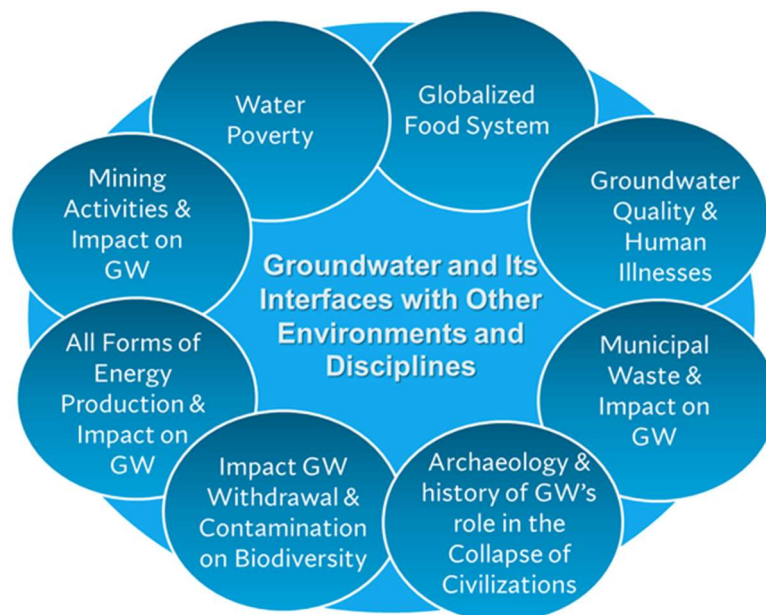 Water
Poverty
Globalized
Food System
Groundwater
Quality &
Human
Illnesses
Municipal
Waste &
Impact on
GW
Archaeology &
history of GW's
role in the
Collapse of
Civilizations
Impact GW
Withdrawal &
Contamination
on Biodiversity
All Forms of
Energy
Production &
Impact on
GW
Mining
Activities &
Impact on
GW
Groundwater and Its
Interfaces with Other
Environments and
Disciplines